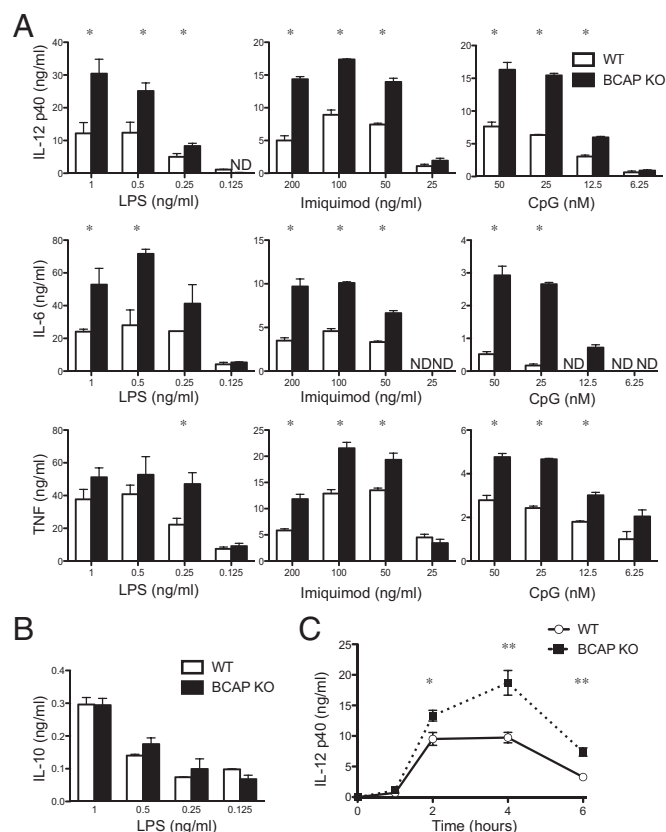 A
* * *
* * *
* * *
WT
BCAP KO
IL-12 p40 (ng/ml)
40
30
20
10
0
ND
1 0.5 0.25 0.125
LPS (ng/ml)
20
15
10
5
0
200 100 50 25
Imiquimod (ng/ml)
20
15
10
5
0
50 25 12.5 6.25
CpG (nM)
* *
* * *
* *
IL-6 (ng/ml)
80
60
40
20
0
1 0.5 0.25 0.125
LPS (ng/ml)
15
10
5
0
NDND
200 100 50 25
Imiquimod (ng/ml)
4
3
2
1
0
ND ND ND
50 25 12.5 6.25
CpG (nM)
*
* * *
* * *
TNF (ng/ml)
80
60
40
20
0
1 0.5 0.25 0.125
LPS (ng/ml)
25
20
15
10
5
0
200 100 50 25
Imiquimod (ng/ml)
6
4
2
0
50 25 12.5 6.25
CpG (nM)
B
WT
BCAP KO
IL-10 (ng/ml)
0.4
0.3
0.2
0.1
0.0
1 0.5 0.25 0.125
LPS (ng/ml)
C
WT
BCAP KO
IL-12 p40 (ng/ml)
25
20
15
10
5
0
* ** **
0 2 4 6
Time (hours)